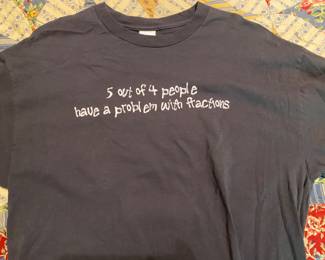 5 out of 4 people
have a problem with fractions